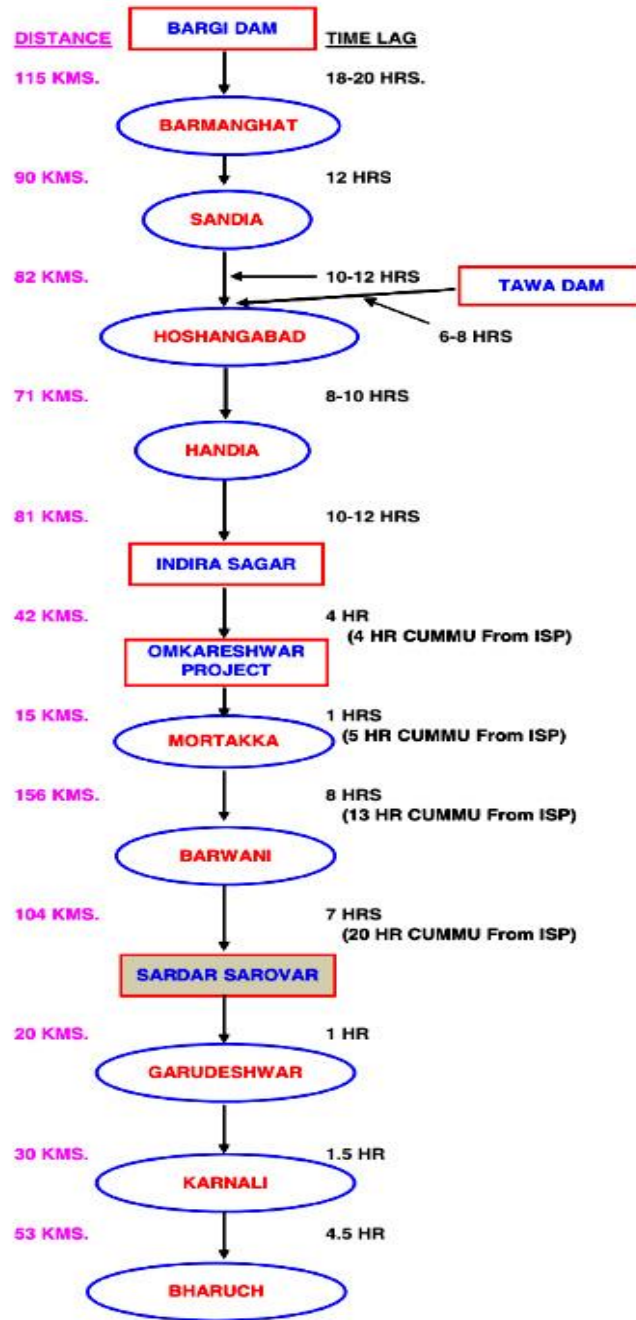 DISTANCE BARGI DAM TIME LAG
115 KMS. 18-20 HRS.
BARMANGHAT
90 KMS. 12 HRS
SANDIA
82 KMS. 10-12 HRS TAWA DAM
HOSHANGABAD 6-8 HRS
71 KMS. 8-10 HRS
HANDIA
81 KMS. 10-12 HRS
INDIRA SAGAR
42 KMS. 4 HR
(4 HR CUMMU From ISP)
OMKARESHWAR
PROJECT
15 KMS. 1 HRS
MORTAKKA (5 HR CUMMU From ISP)
156 KMS. 8 HRS
(13 HR CUMMU From ISP)
BARWANI
104 KMS. 7 HRS
(20 HR CUMMU From ISP)
SARDAR SAROVAR
20 KMS. 1 HR
GARUDESHWAR
30 KMS. 1.5 HR
KARNALI
53 KMS. 4.5 HR
BHARUCH